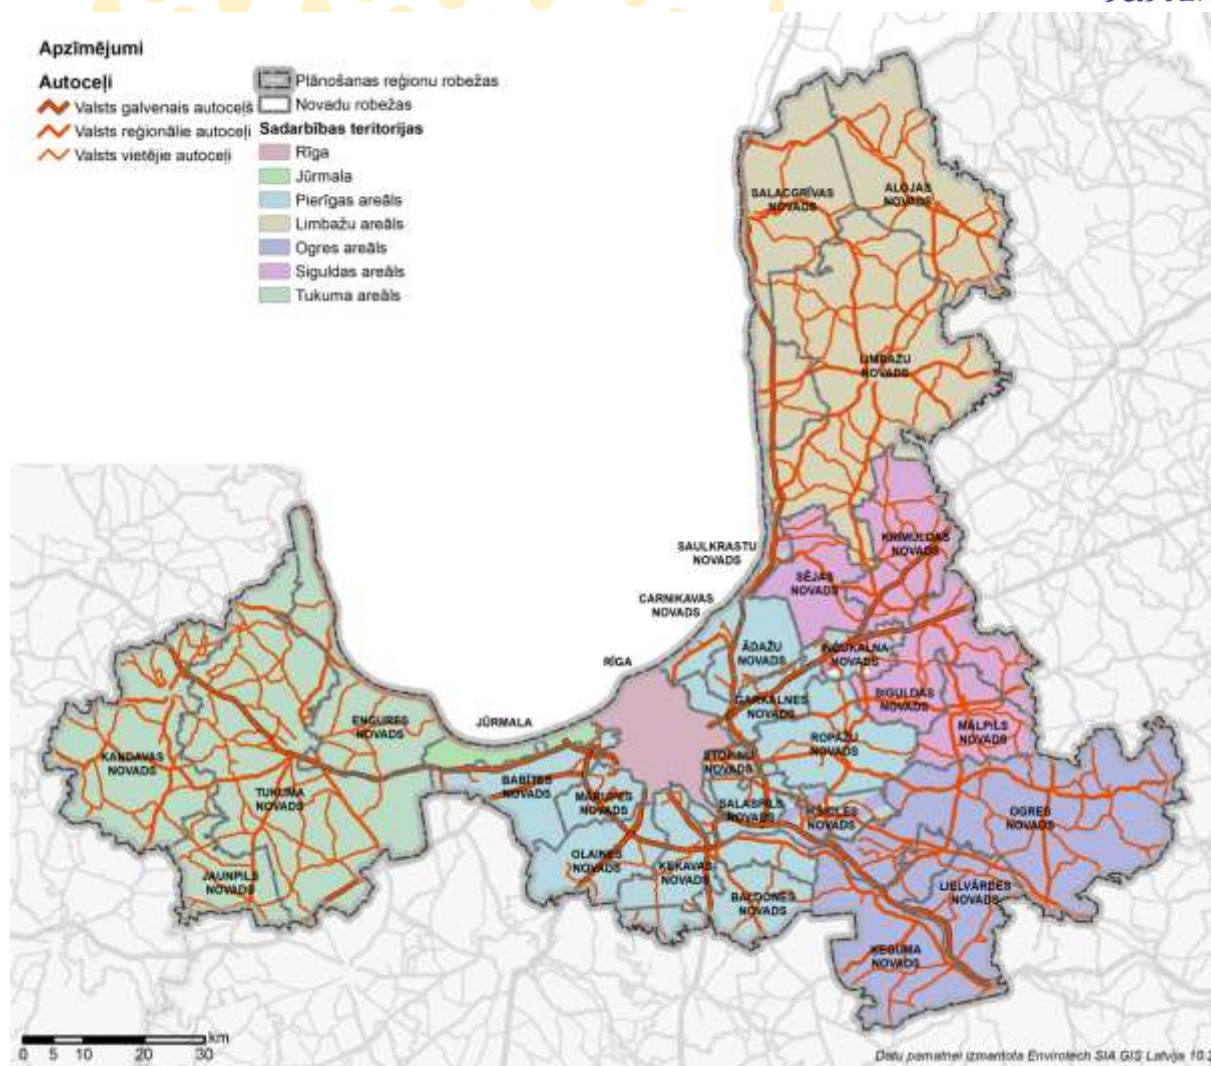 Apzīmējumi
Autoceļi
Valsts galvenais autoceļš
Valsts reģionālie autoceļi
Valsts vietējie autoceļi
Plānošanas reģionu robežas
Novadu robežas
Sadarbības teritorijas
Rīga
Jūrmala
Pierīgas areāls
Limbažu areāls
Ogres areāls
Siguldas areāls
Tukuma areāls
SALACGRĪVAS
NOVADS
ALOJAS
NOVADS
LIMBAŽU
NOVADS
KRIMULDAS
NOVADS
SAULKRASTU
NOVADS
SĒJAS
NOVADS
CARNIKAVAS
NOVADS
ĀDAŽU
NOVADS
INČUKALNA
NOVADS
RĪGA
GARKALNES
NOVADS
SIGULDAS
NOVADS
MĀLPILS
NOVADS
ROPAŽU
NOVADS
JŪRMALA
ENGURES
NOVADS
KANDAVAS
NOVADS
TUKUMA
NOVADS
JAUNPILS
NOVADS
BABĪTES
NOVADS
MĀRUPES
NOVADS
STOPIŅU
NOVADS
SALASPILS
NOVADS
IKŠĶILES
NOVADS
OGRES
NOVADS
OLAINES
NOVADS
ĶEKAVAS
NOVADS
BALDONES
NOVADS
LIELVĀRDES
NOVADS
ĶEGUMA
NOVADS
km
0 5 10 20 30
Datu pamatnei izmantota Envirotech SIA GIS Latvija 10.2